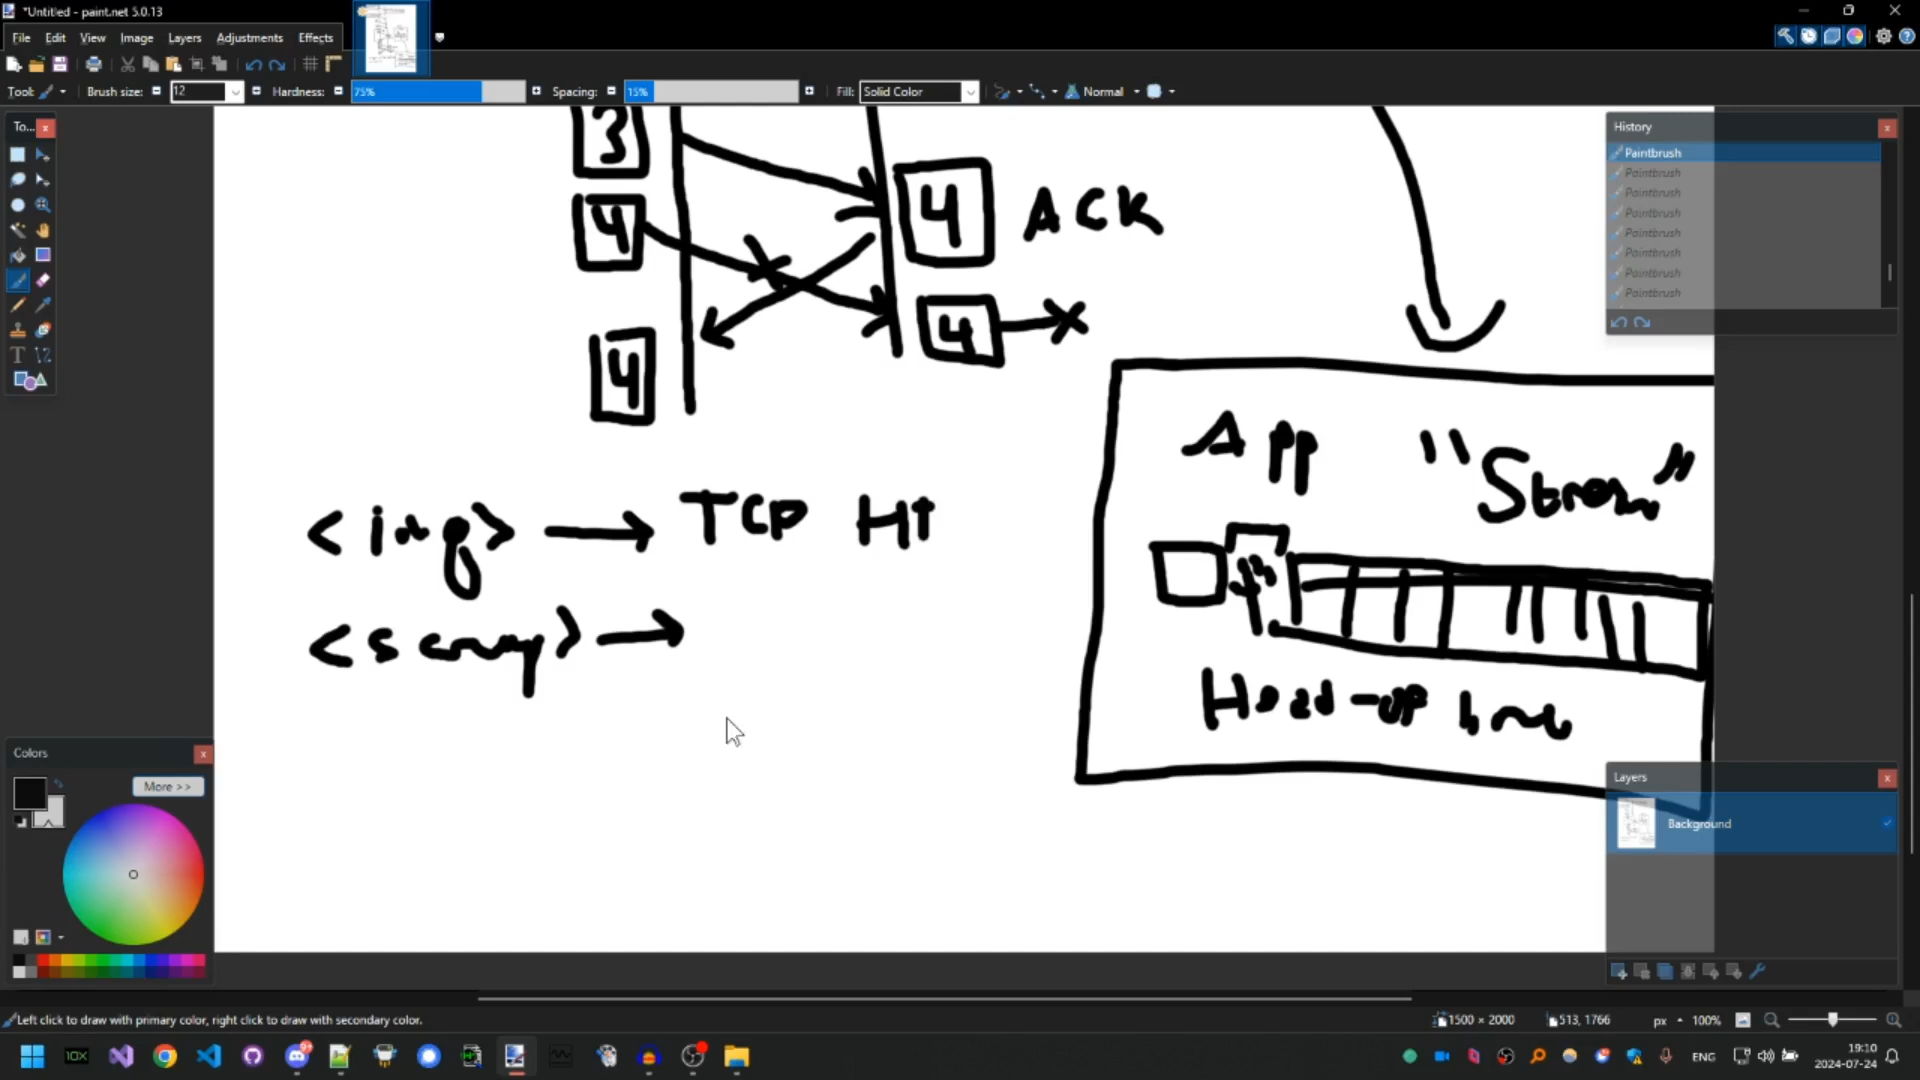 *Untitled - paint.net 5.0.13
File Edit View Image Layers Adjustments Effects
Tool: Brush size: 12 Hardness: 75% Spacing: 15% Fill: Solid Color Normal
To...
History
Paintbrush
Paintbrush
Paintbrush
Paintbrush
Paintbrush
Paintbrush
Paintbrush
Paintbrush
3
4
4 ACK
4
4
App "Stream"
<img> TCP Ht
<script>
Head-of line
Colors
More >>
Layers
Background
Left click to draw with primary color, right click to draw with secondary color.
1500 × 2000
513, 1766
px
100%
10X
ENG
19:10
2024-07-24